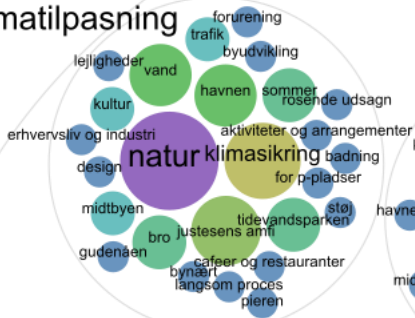 matilpasning
forurening
trafik
byudvikling
lejligheder
vand
havnen
sommer
rosende udsagn
kultur
erhvervsliv og industri
aktiviteter og arrangementer
natur
klimasikring
badning
design
for p-pladser
midtbyen
støj
havne
tidevandsparken
justesens amfi
bro
gudenåen
cafeer og restauranter
bynært
langsom proces
mid
pieren